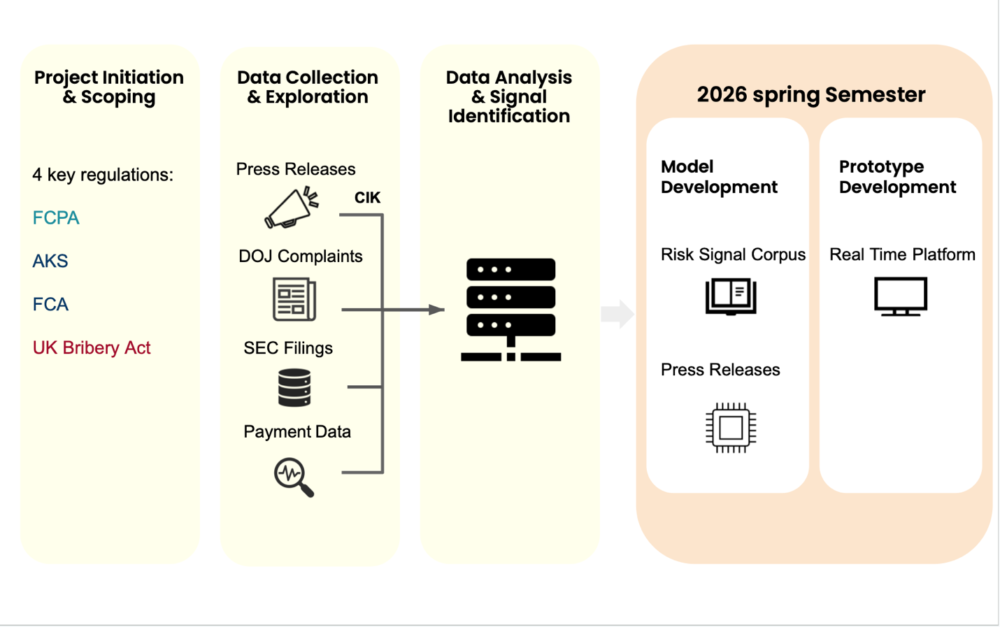 Project Initiation
& Scoping
4 key regulations:
FCPA
AKS
FCA
UK Bribery Act
Data Collection
& Exploration
Press Releases
CIK
DOJ Complaints
SEC Filings
Payment Data
Data Analysis
& Signal
Identification
2026 spring Semester
Model
Development
Risk Signal Corpus
Press Releases
Prototype
Development
Real Time Platform